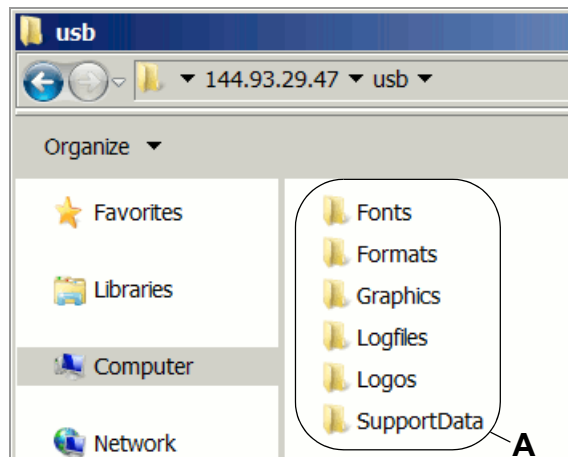 usb
144.93.29.47 usb
Organize
Favorites
Libraries
Computer
Network
Fonts
Formats
Graphics
Logfiles
Logos
SupportData
A